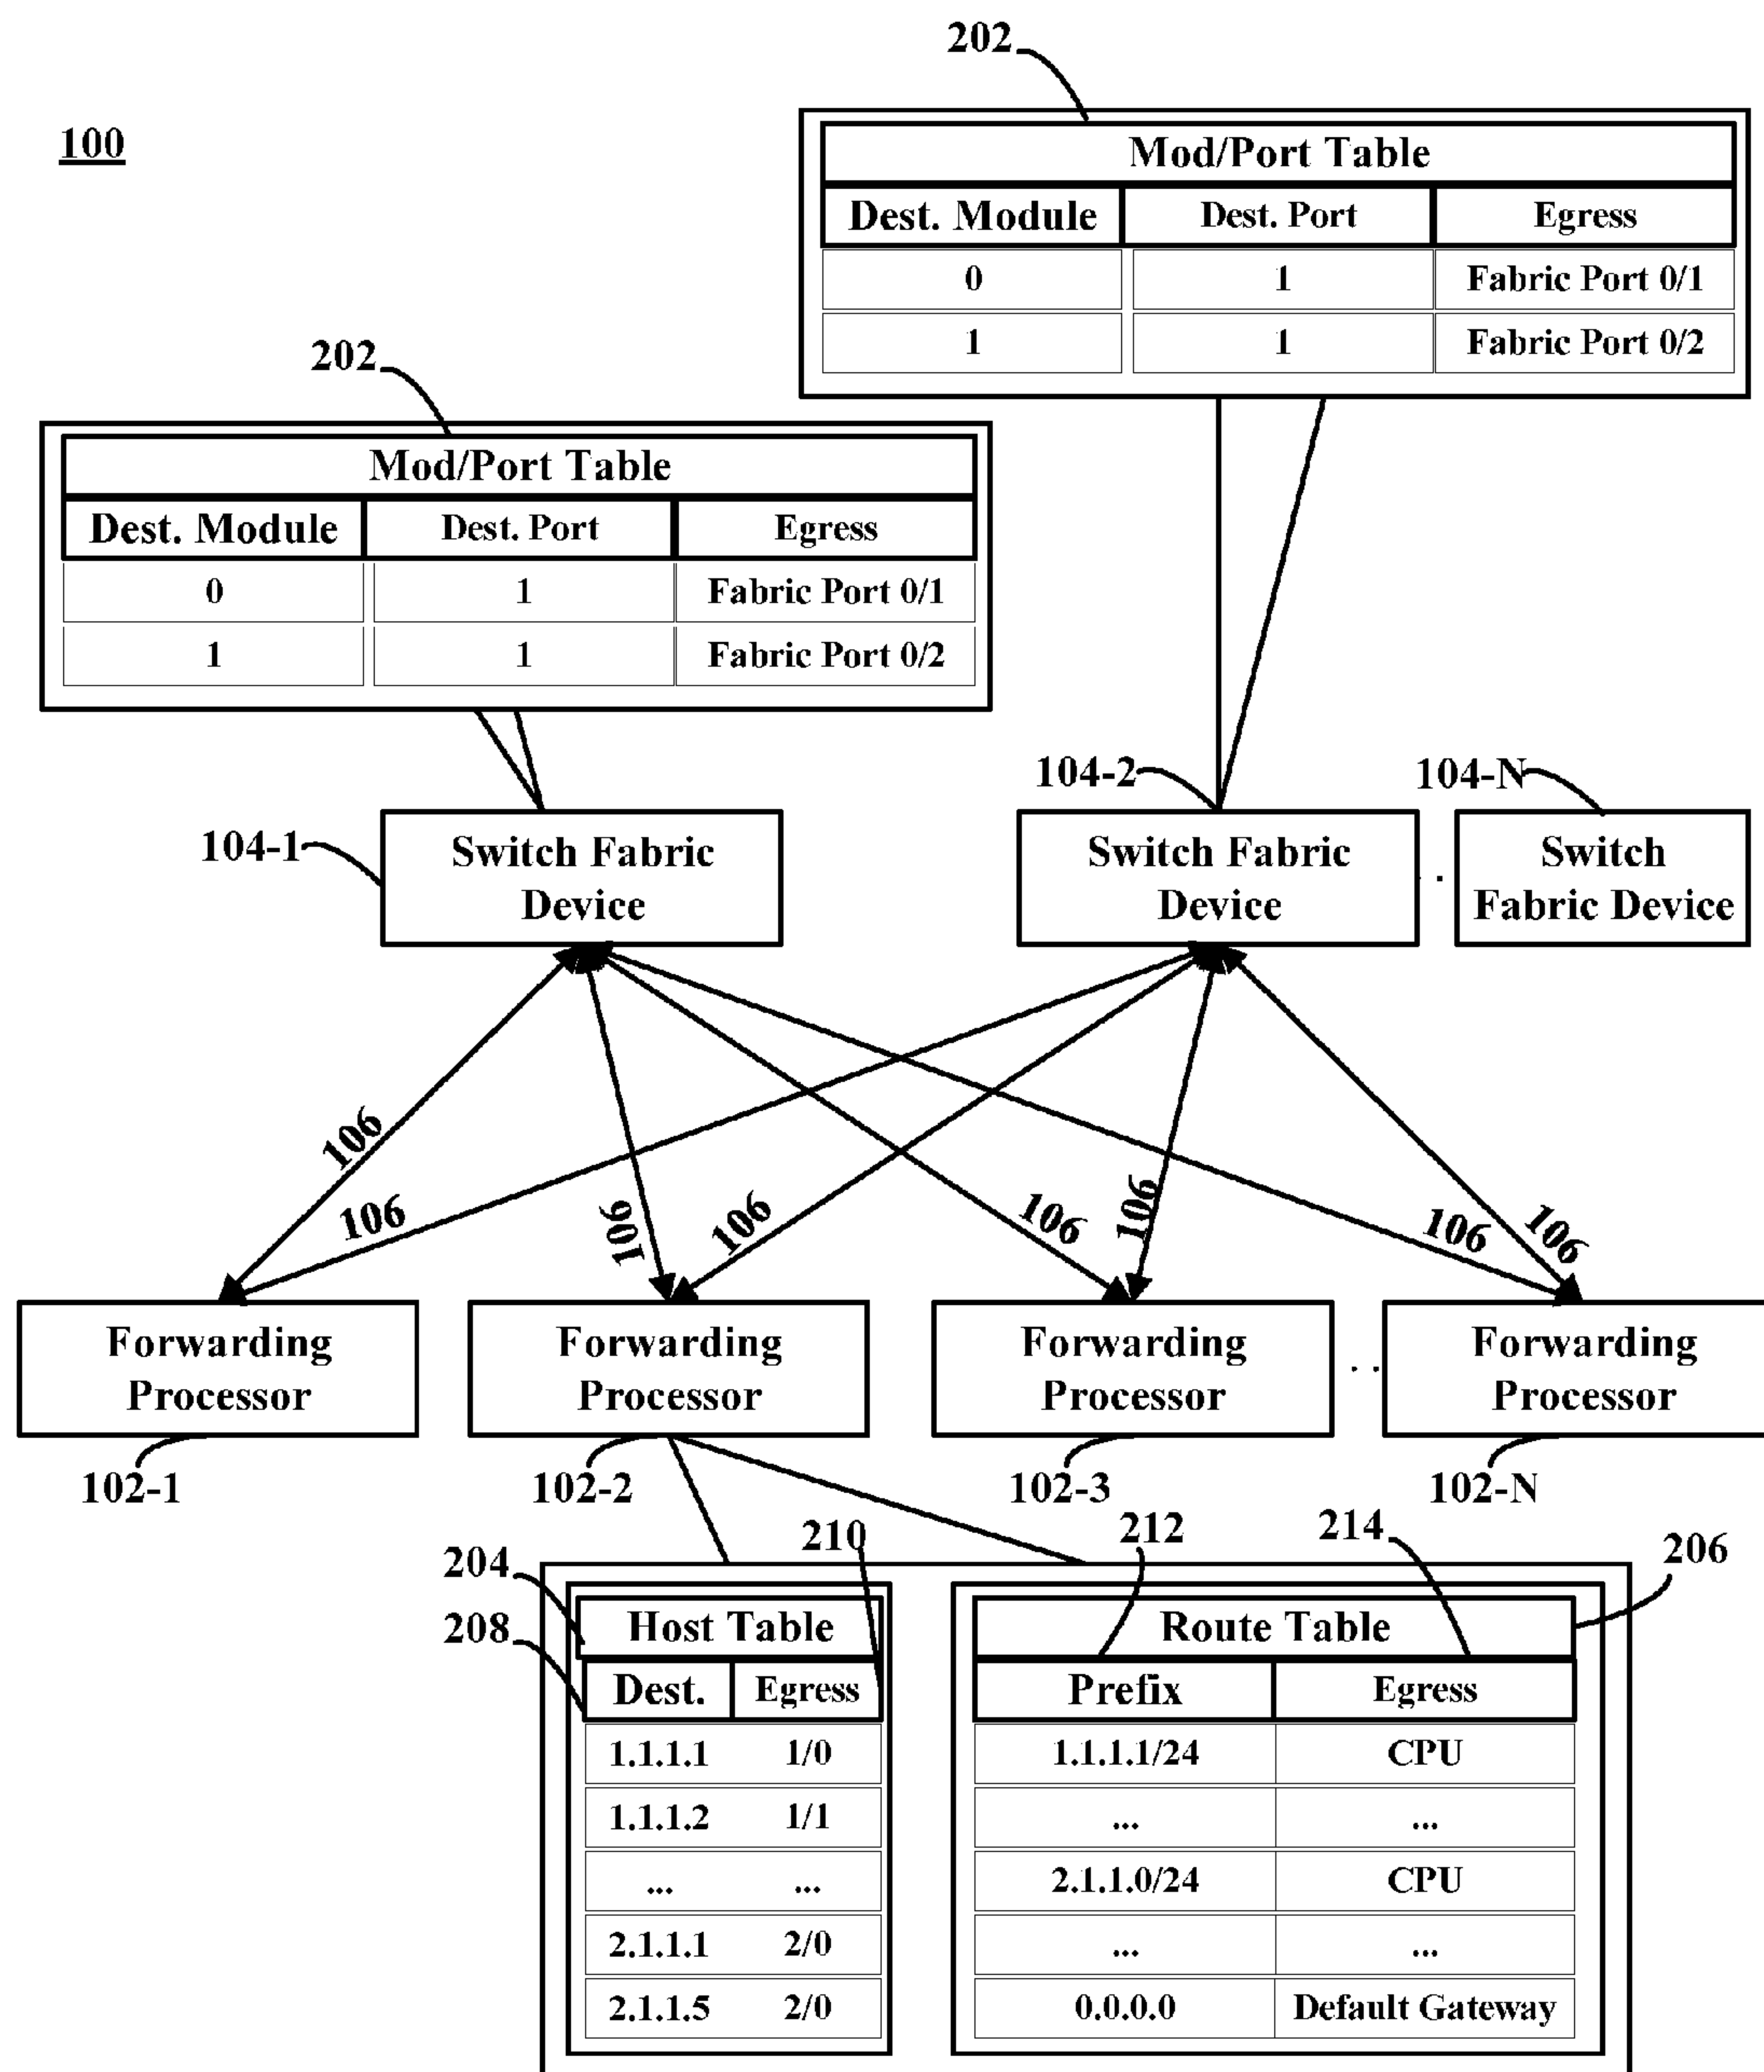 202
100
Mod/Port Table
Dest. Module Dest. Port Egress
0 1 Fabric Port 0/1
1 1 Fabric Port 0/2
202
Mod/Port Table
Dest. Module Dest. Port Egress
0 1 Fabric Port 0/1
1 1 Fabric Port 0/2
104-2
104-N
104-1
Switch Fabric
Device
Switch Fabric
Device
. .
Switch
Fabric Device
106
106
106
106
106
106
106
106
Forwarding
Processor
Forwarding
Processor
Forwarding
Processor
. .
Forwarding
Processor
102-1
102-2
102-3
102-N
210
212
214
204
206
208
Host Table
Dest. Egress
1.1.1.1 1/0
1.1.1.2 1/1
... ...
2.1.1.1 2/0
2.1.1.5 2/0
Route Table
Prefix Egress
1.1.1.1/24 CPU
... ...
2.1.1.0/24 CPU
... ...
0.0.0.0 Default Gateway